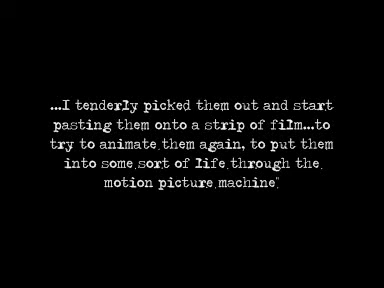 ...I tenderly picked them out and start
pasting them onto a strip of film...to
try to animate them again, to put them
into some sort of life through the
motion picture machine"